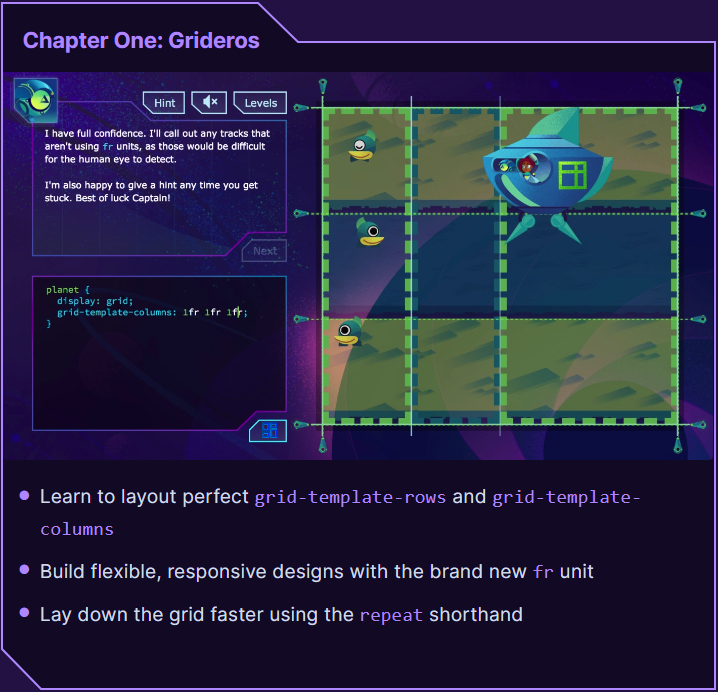 Chapter One: Grideros
Hint
Levels
I have full confidence. I'll call out any tracks that
aren't using fr units, as those would be difficult
for the human eye to detect.
I'm also happy to give a hint any time you get
stuck. Best of luck Captain!
Next
planet {
display: grid;
grid-template-columns: 1fr 1fr 1fr;
}
Learn to layout perfect grid-template-rows and grid-template-
columns
Build flexible, responsive designs with the brand new fr unit
Lay down the grid faster using the repeat shorthand